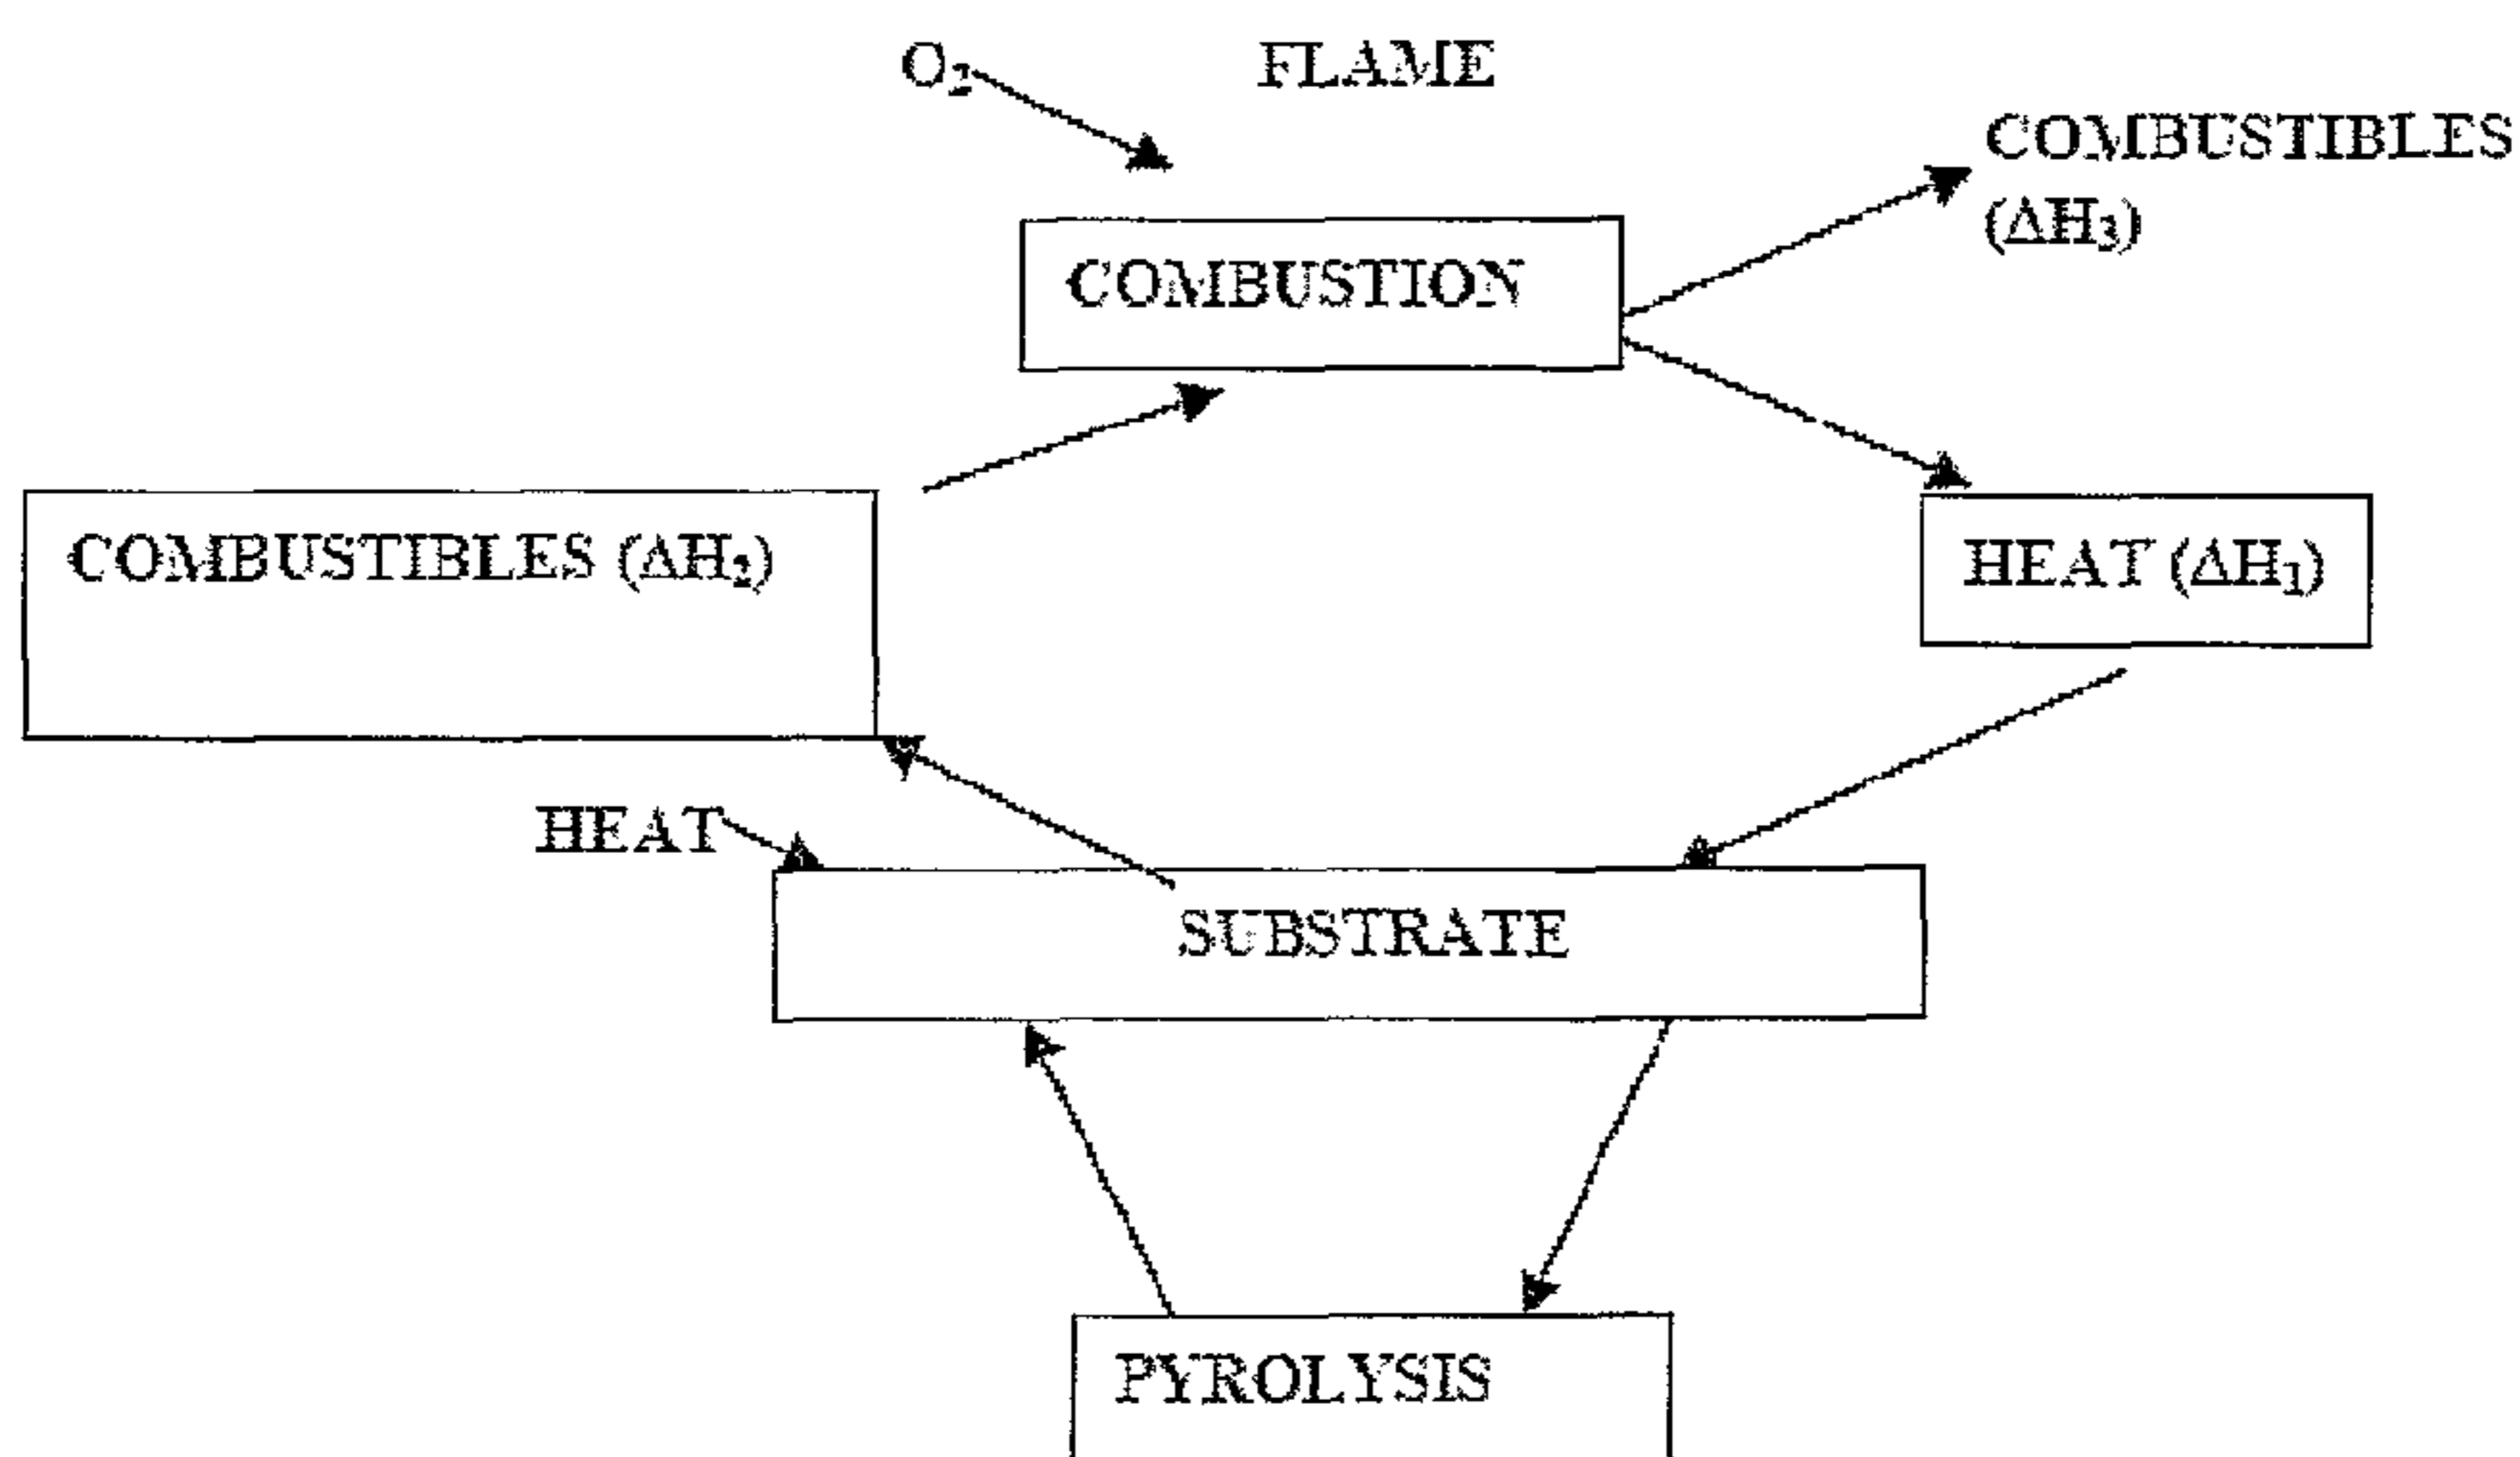 O₂ FLAME
COMBUSTIBLES
(ΔH₃)
COMBUSTION
COMBUSTIBLES (ΔH₂)
HEAT (ΔH₁)
HEAT
SUBSTRATE
PYROLYSIS